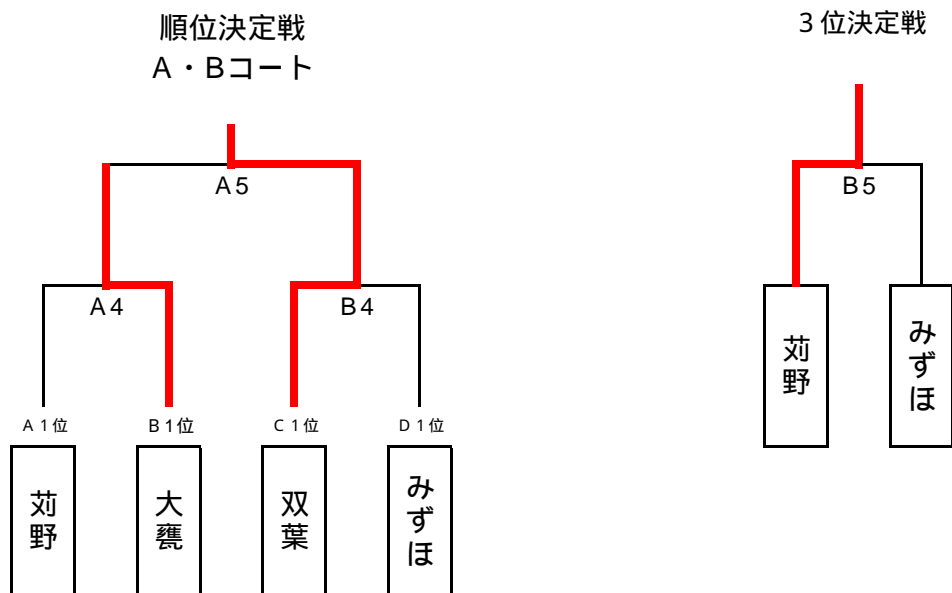 順位決定戦
A・Bコート
3位決定戦
A5
B5
A4
B4
A1位
B1位
C1位
D1位
苅野
大甕
双葉
みずほ
苅野
みずほ